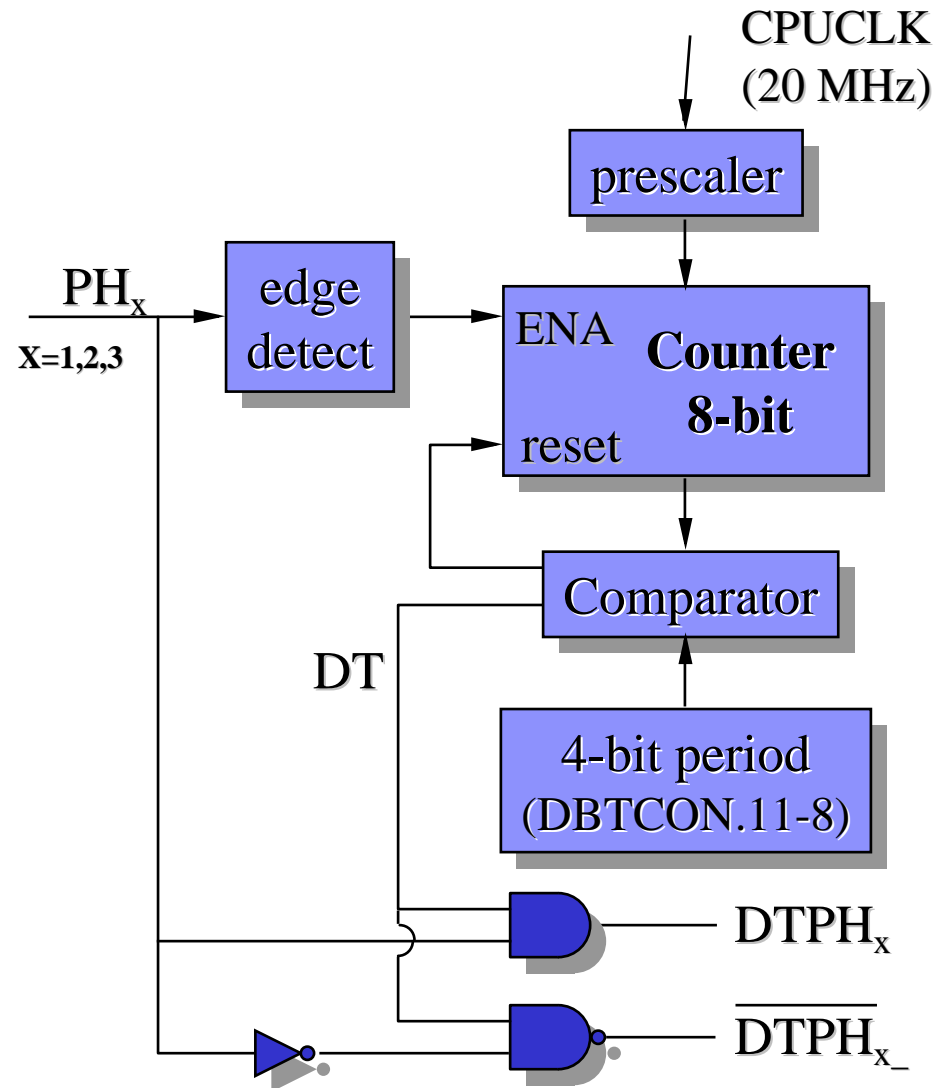 CPUCLK
(20 MHz)
prescaler
PHx
X=1,2,3
edge
detect
ENA
Counter
8-bit
reset
Comparator
DT
4-bit period
(DBTCON.11-8)
DTPHx
DTPHx_